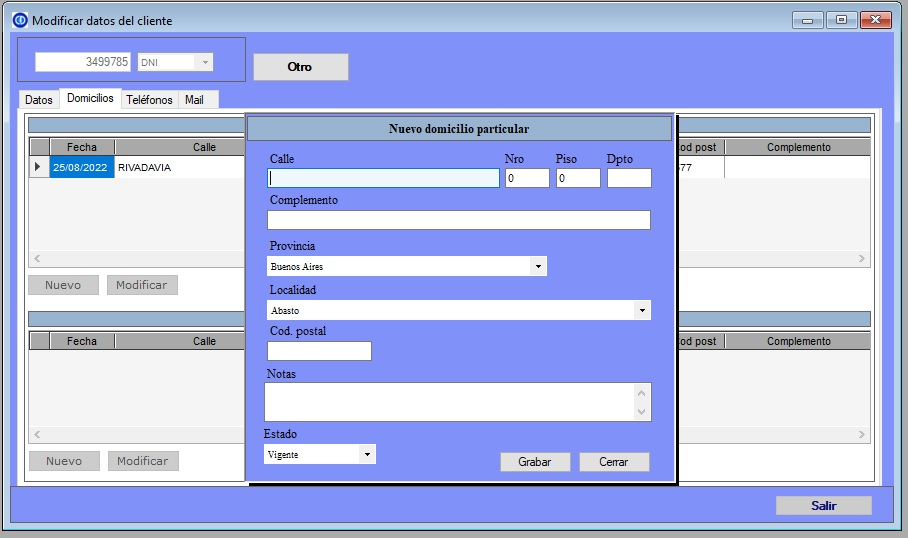 Modificar datos del cliente
3499785 DNI Otro
Datos Domicilios Teléfonos Mail
Nuevo domicilio particular
Fecha Calle od post Complemento
25/08/2022 RIVADAVIA 77
Calle Nro Piso Dpto
0 0
Complemento
Provincia
Buenos Aires
Nuevo Modificar
Localidad
Abasto
Cod. postal
Fecha Calle od post Complemento
Notas
Estado
Vigente
Nuevo Modificar
Grabar Cerrar
Salir